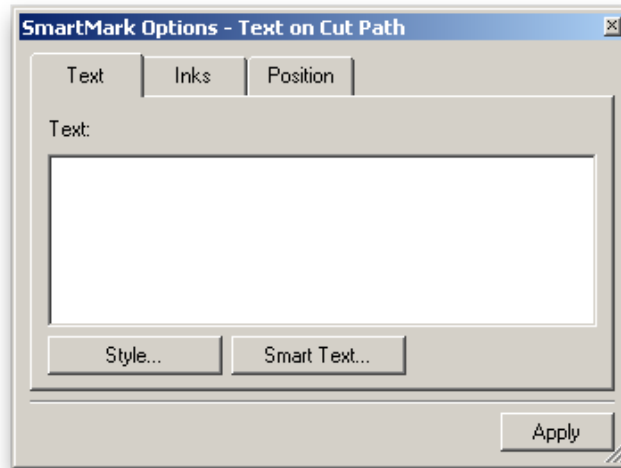 SmartMark Options - Text on Cut Path
Text Inks Position
Text:
Style... Smart Text...
Apply